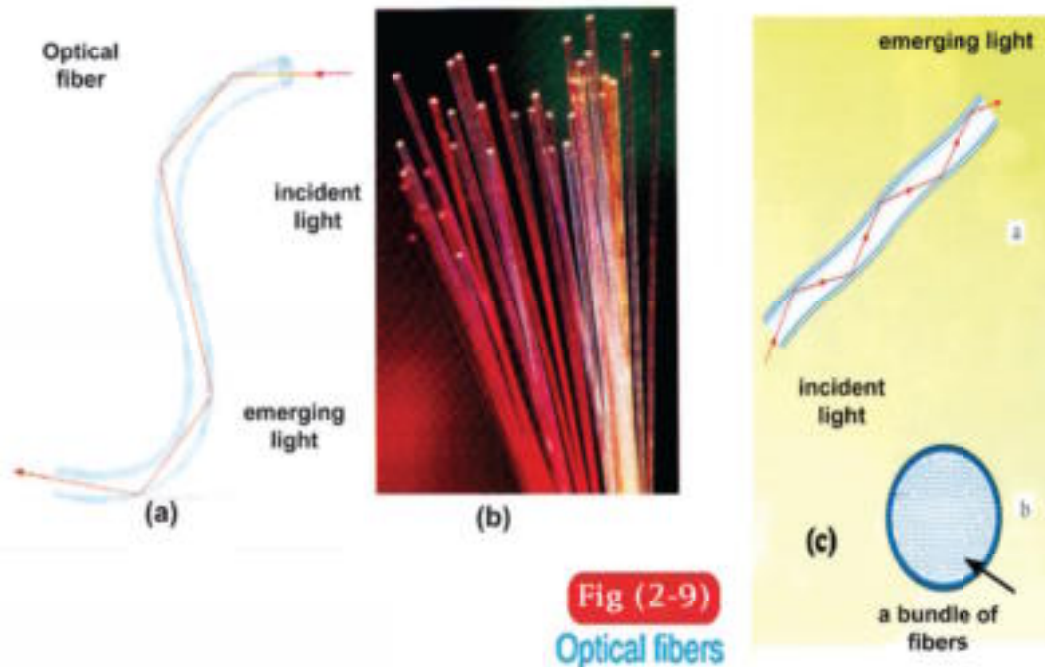 Optical
fiber
incident
light
emerging
light
(a)
(b)
emerging light
a
incident
light
b
(c)
a bundle of
fibers
Fig (2-9)
Optical fibers